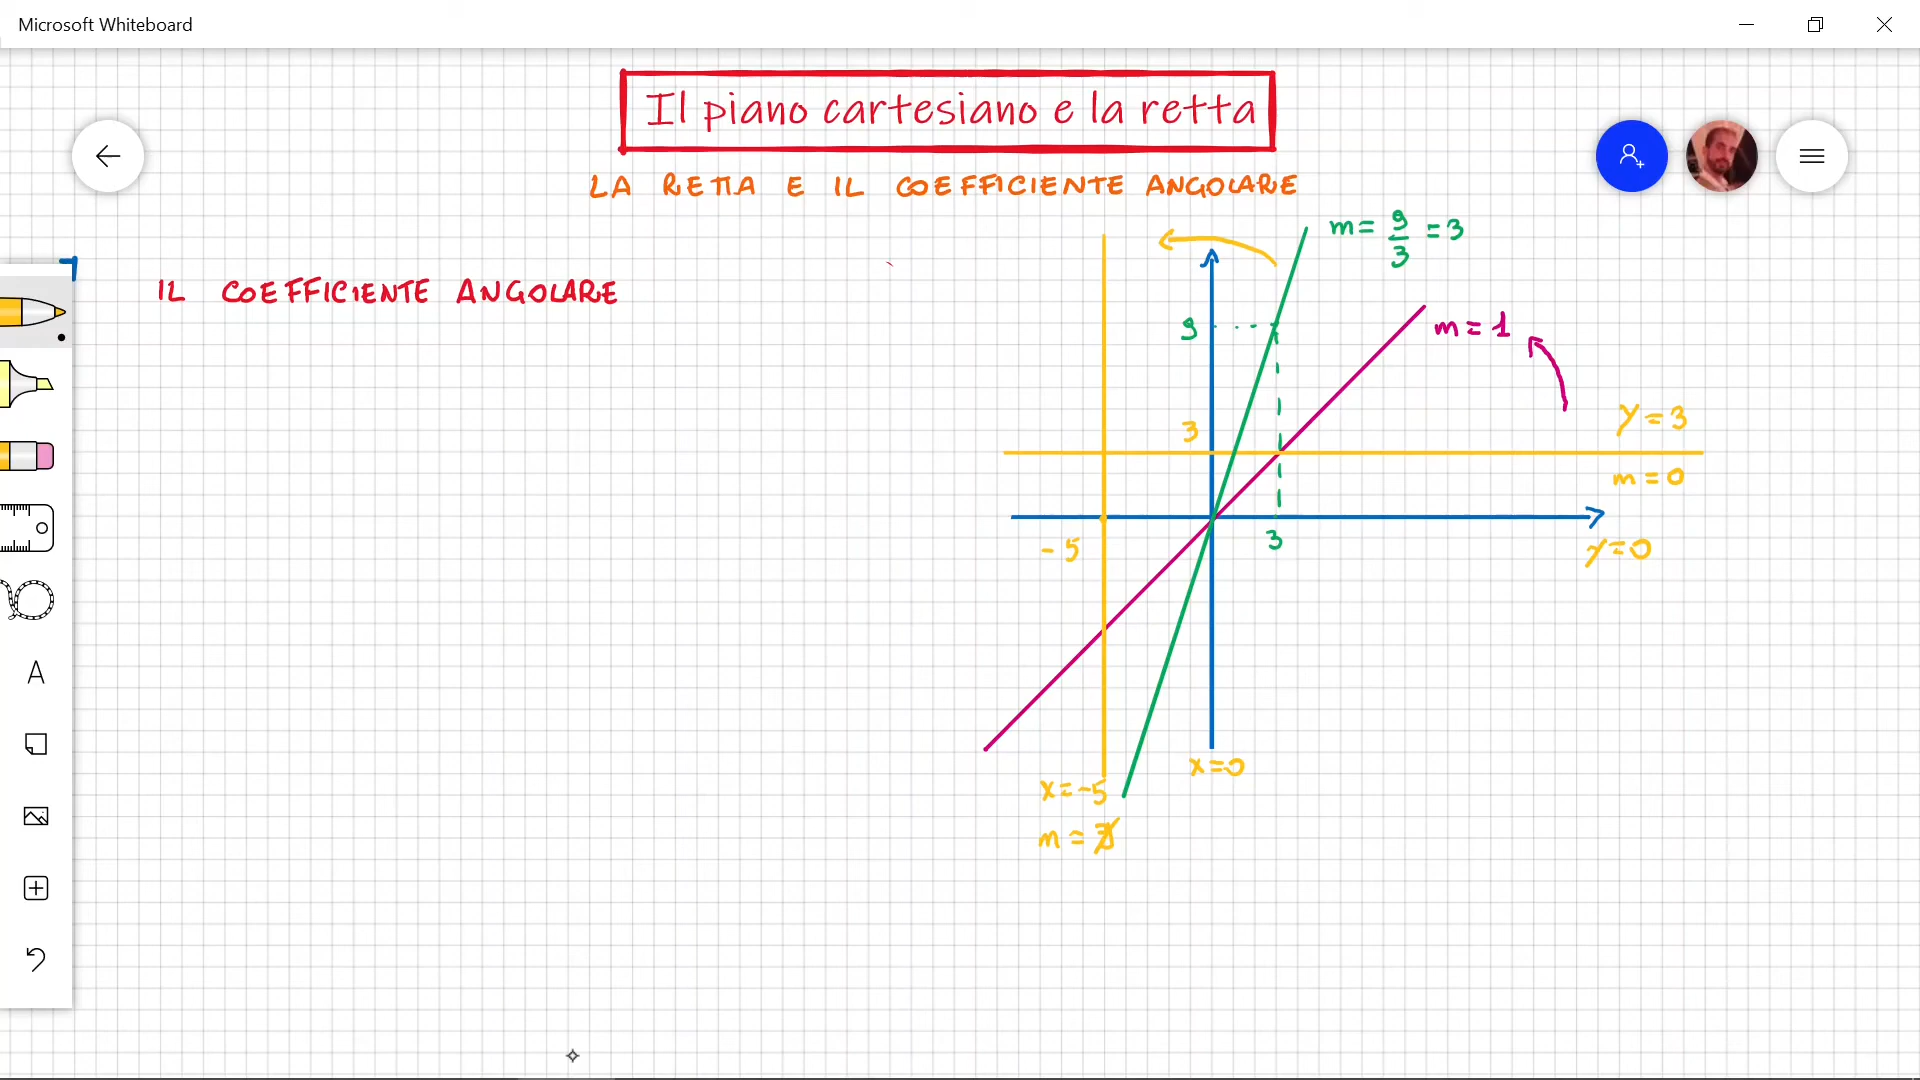 Microsoft Whiteboard
Il piano cartesiano e la retta
LA RETTA E IL COEFFICIENTE ANGOLARE
IL COEFFICIENTE ANGOLARE
m = 9/3 = 3
9
m = 1
3
y = 3
m = 0
- 5
3
y = 0
x = 0
x = -5
m =
A